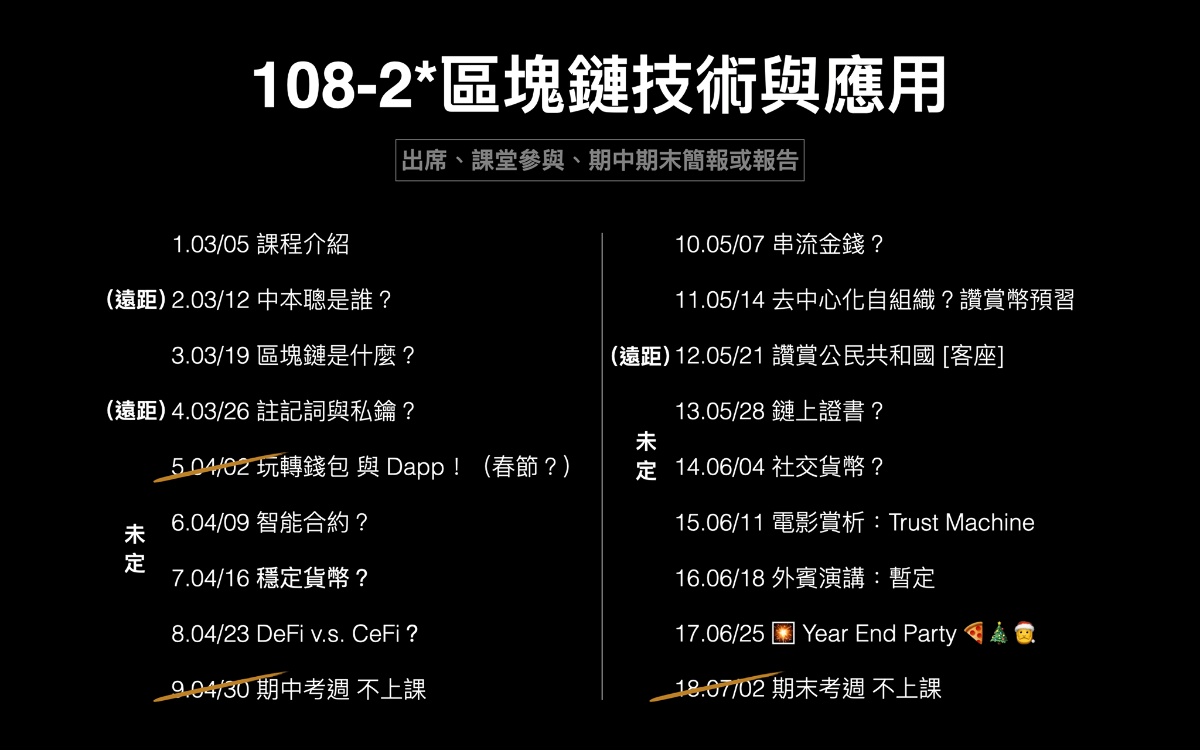 108-2*區塊鏈技術與應用
出席、課堂參與、期中期末簡報或報告
1.03/05 課程介紹
(遠距) 2.03/12 中本聰是誰？
3.03/19 區塊鏈是什麼？
(遠距) 4.03/26 註記詞與私鑰？
5.04/02 玩轉錢包 與 Dapp！（春節？）
6.04/09 智能合約？
未定
7.04/16 穩定貨幣？
8.04/23 DeFi v.s. CeFi？
9.04/30 期中考週 不上課
10.05/07 串流金錢？
11.05/14 去中心化自組織？讚賞幣預習
(遠距) 12.05/21 讚賞公民共和國 [客座]
13.05/28 鏈上證書？
未定
14.06/04 社交貨幣？
15.06/11 電影賞析：Trust Machine
16.06/18 外賓演講：暫定
17.06/25 💥 Year End Party 🍕🎄🎅
18.07/02 期末考週 不上課